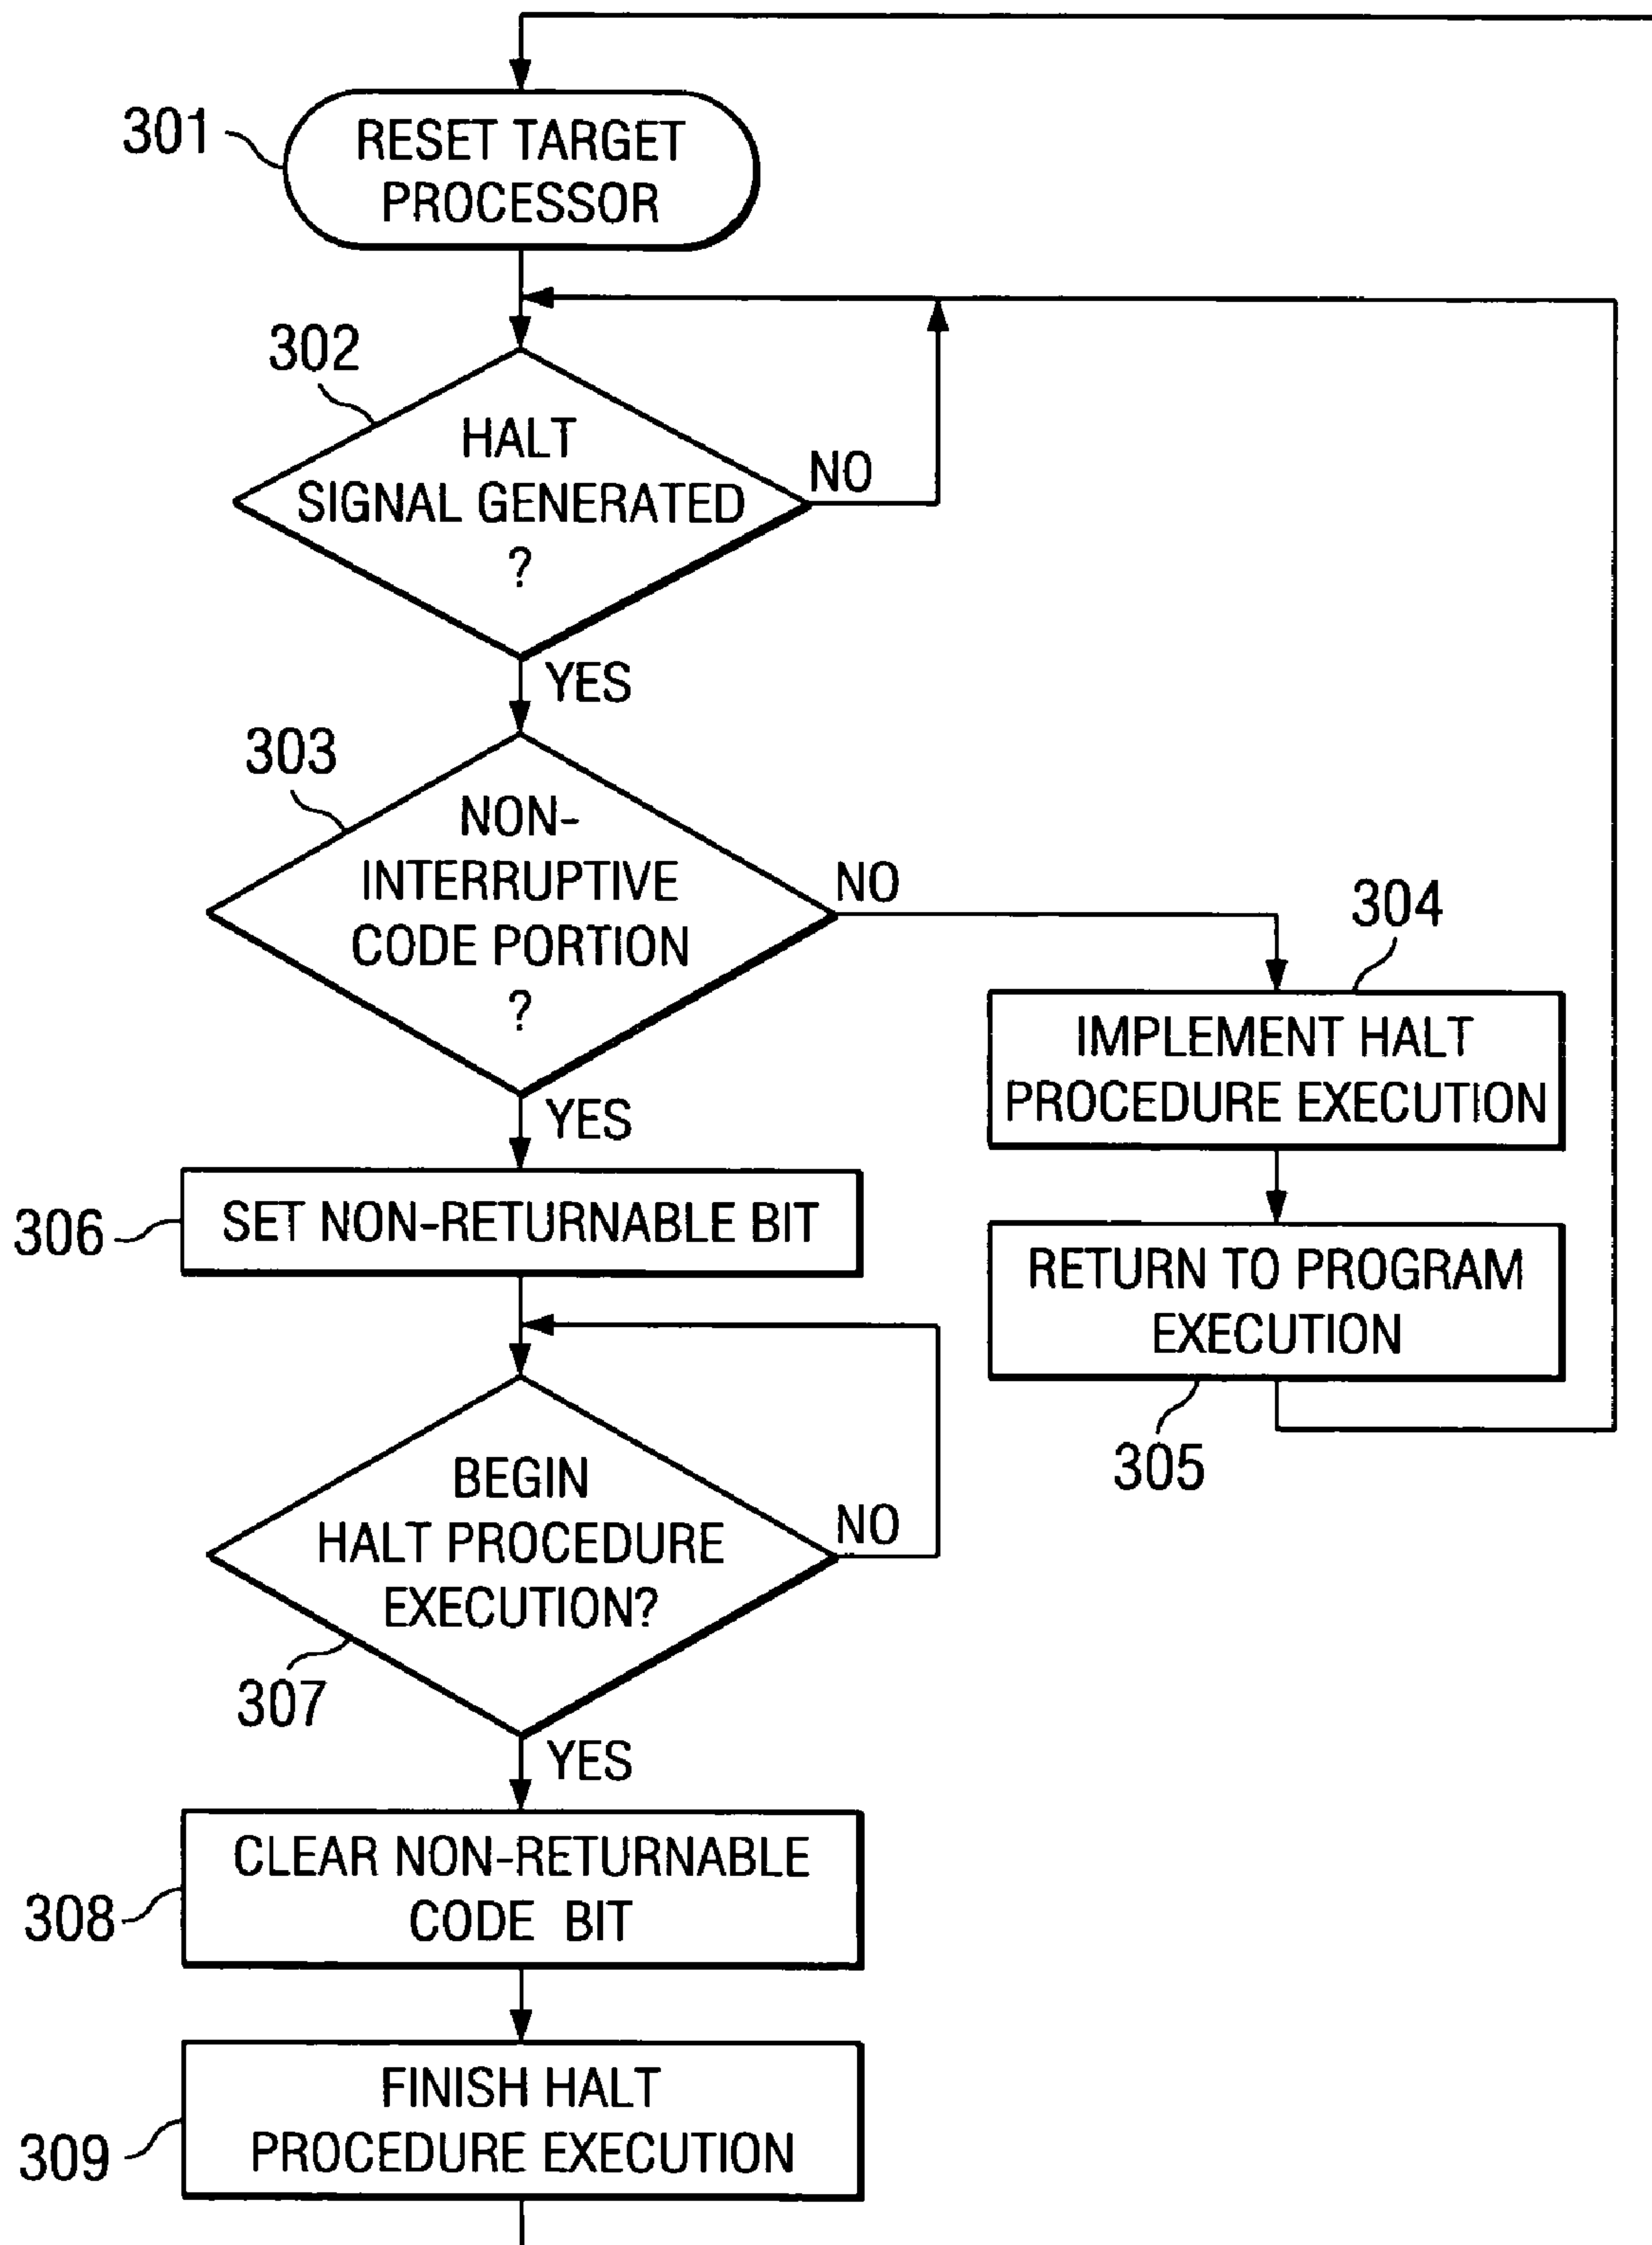 301
RESET TARGET
PROCESSOR
302
HALT
SIGNAL GENERATED
?
NO
YES
303
NON-
INTERRUPTIVE
CODE PORTION
?
NO
YES
304
IMPLEMENT HALT
PROCEDURE EXECUTION
RETURN TO PROGRAM
EXECUTION
305
306
SET NON-RETURNABLE BIT
BEGIN
HALT PROCEDURE
EXECUTION?
NO
307
YES
CLEAR NON-RETURNABLE
CODE BIT
308
FINISH HALT
PROCEDURE EXECUTION
309